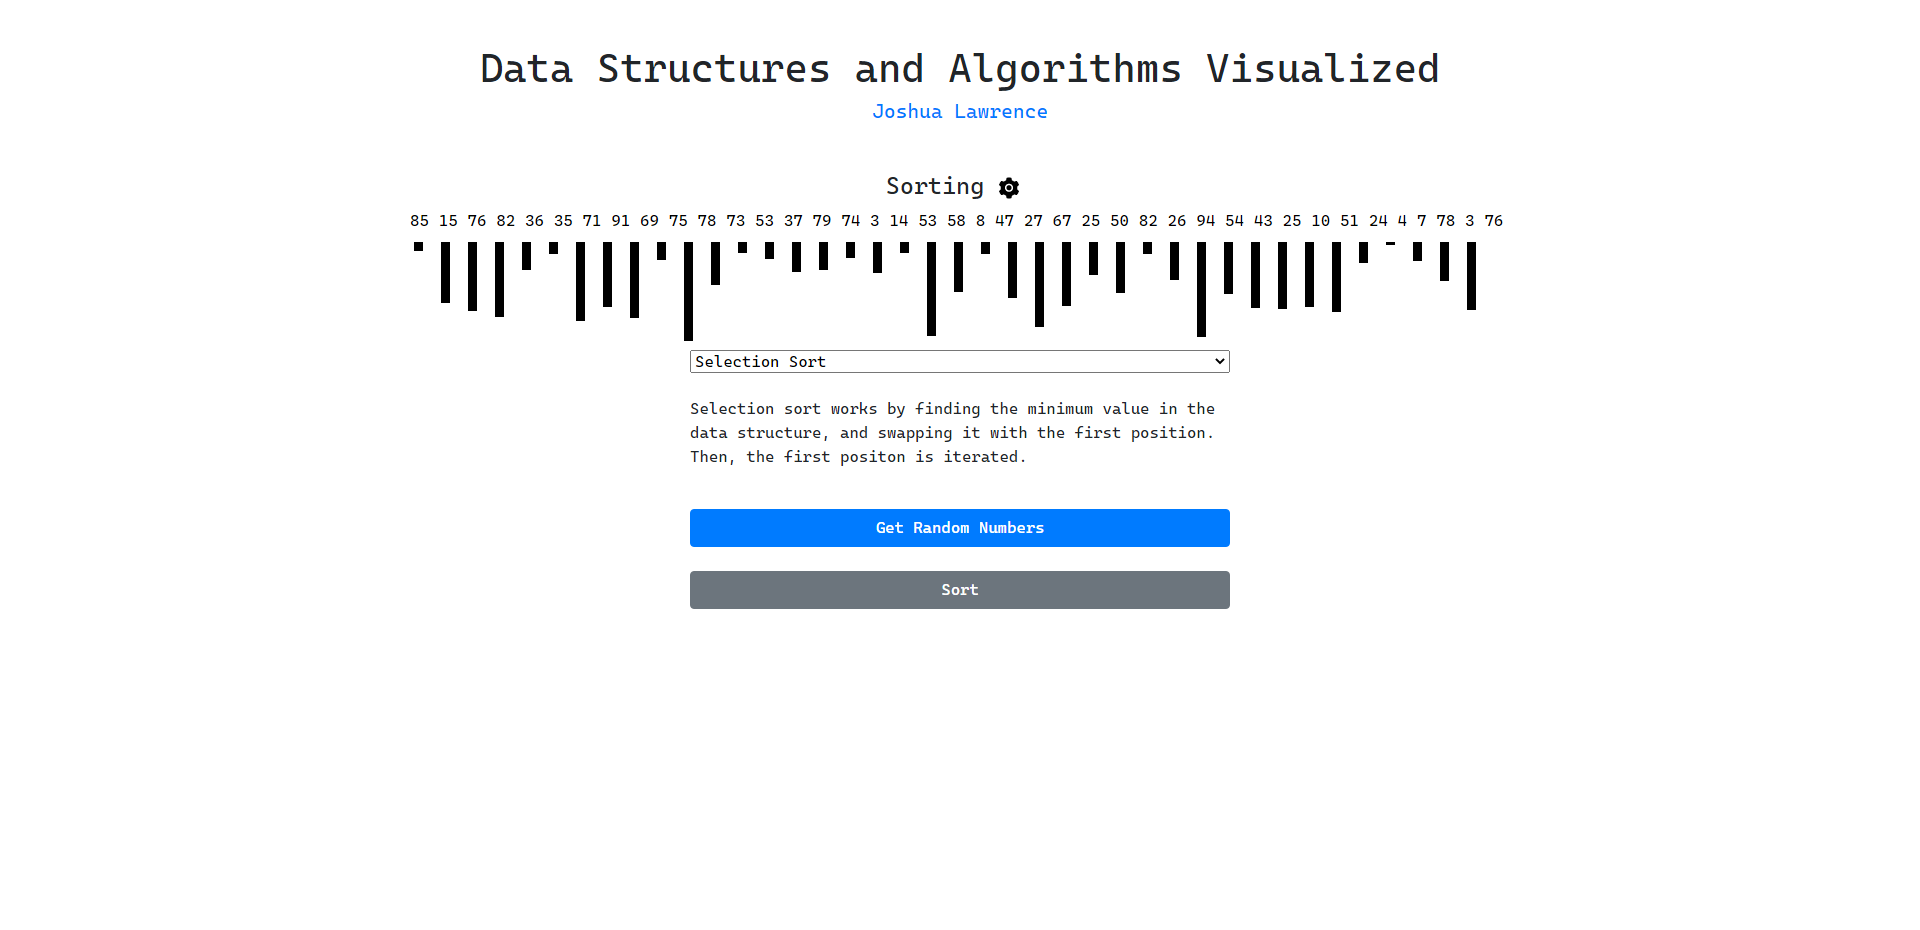 Data Structures and Algorithms Visualized
Joshua Lawrence
Sorting
85 15 76 82 36 35 71 91 69 75 78 73 53 37 79 74 3 14 53 58 8 47 27 67 25 50 82 26 94 54 43 25 10 51 24 4 7 78 3 76
Selection Sort
Selection sort works by finding the minimum value in the
data structure, and swapping it with the first position.
Then, the first positon is iterated.
Get Random Numbers
Sort